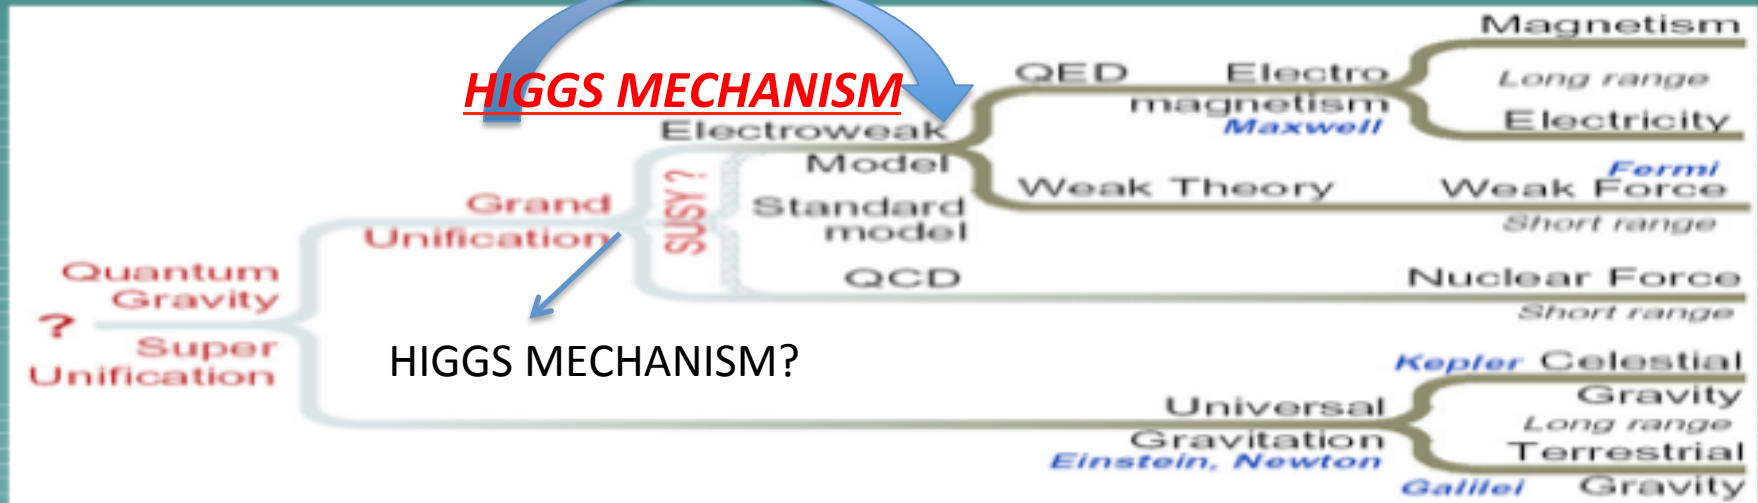 Magnetism
HIGGS MECHANISM
QED
Electro
magnetism
Maxwell
Long range
Electricity
Electroweak
Model
Fermi
Weak Theory
Weak Force
Short range
SUSY?
Standard
model
Grand
Unification
QCD
Nuclear Force
Short range
Quantum
Gravity
?
Super
Unification
HIGGS MECHANISM?
Kepler Celestial
Gravity
Long range
Universal
Gravitation
Einstein, Newton
Terrestrial
Galilei Gravity